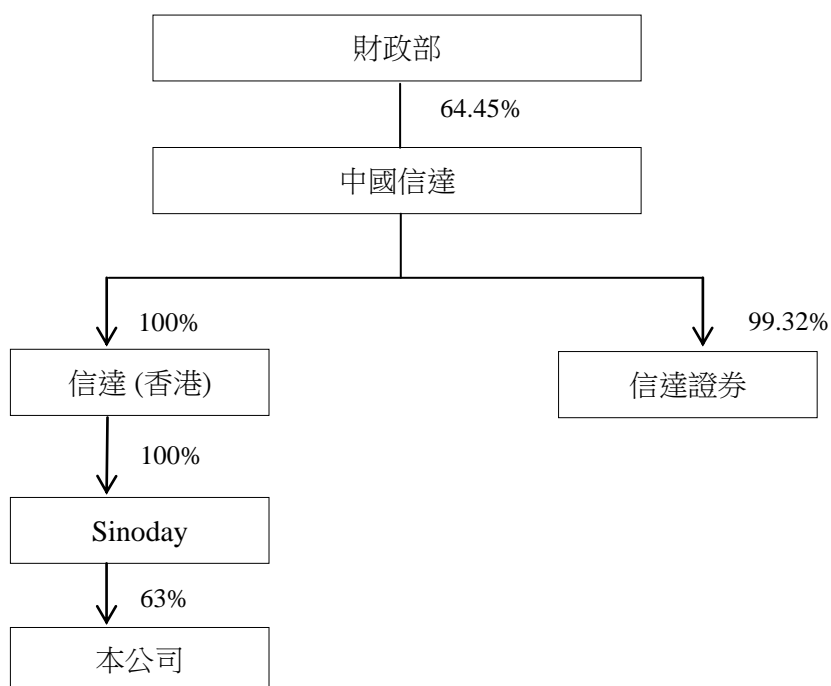 財政部
64.45%
中國信達
100%
99.32%
信達 (香港)
信達證券
100%
Sinoday
63%
本公司